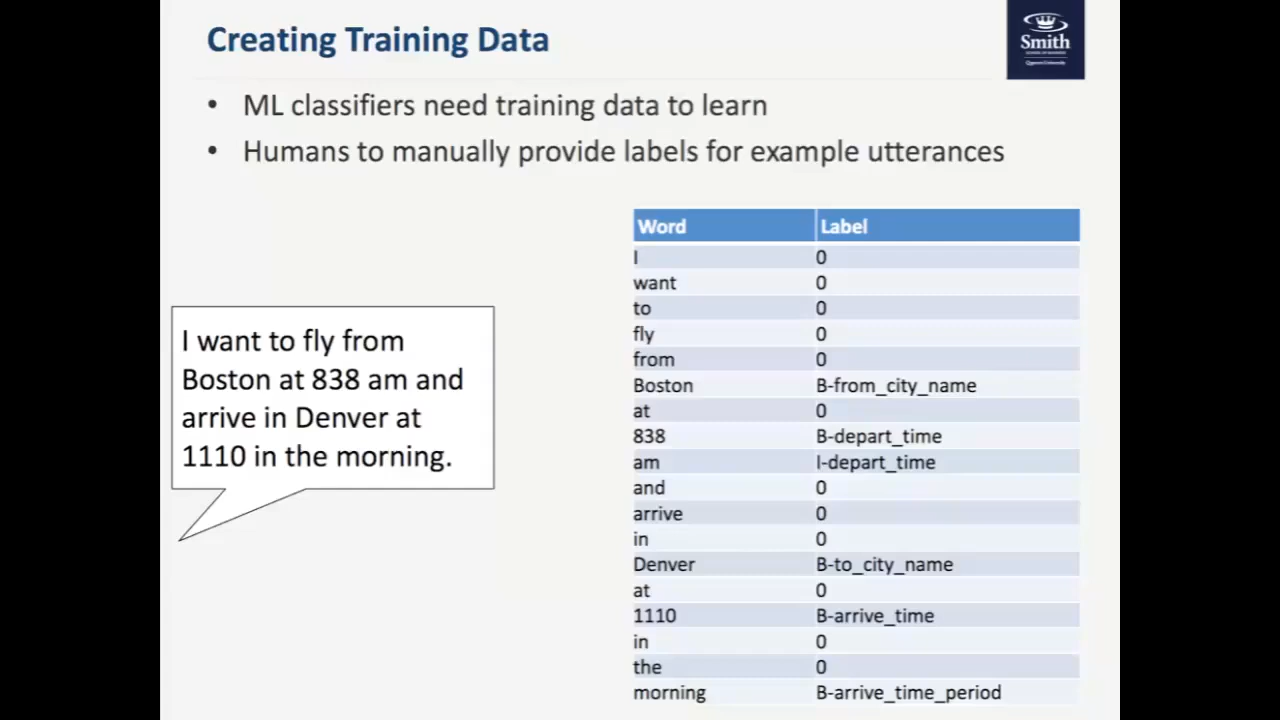 Creating Training Data
Smith
• ML classifiers need training data to learn
• Humans to manually provide labels for example utterances
I want to fly from
Boston at 838 am and
arrive in Denver at
1110 in the morning.
Word Label
I 0
want 0
to 0
fly 0
from 0
Boston B-from_city_name
at 0
838 B-depart_time
am I-depart_time
and 0
arrive 0
in 0
Denver B-to_city_name
at 0
1110 B-arrive_time
in 0
the 0
morning B-arrive_time_period